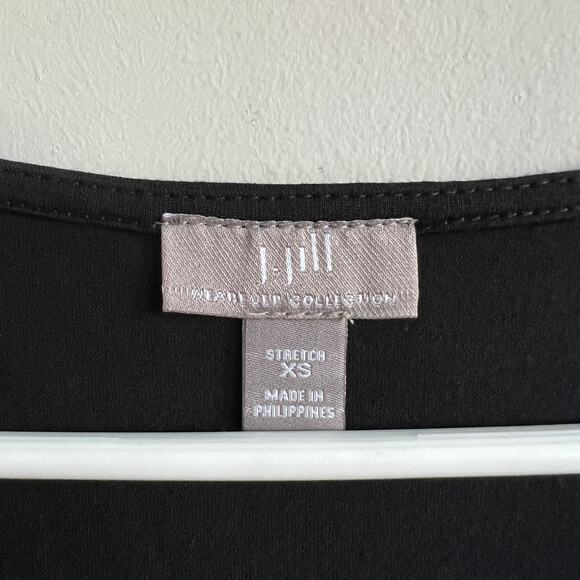 J.Jill
WEAREVER COLLECTION
STRETCH
XS
MADE IN
PHILIPPINES